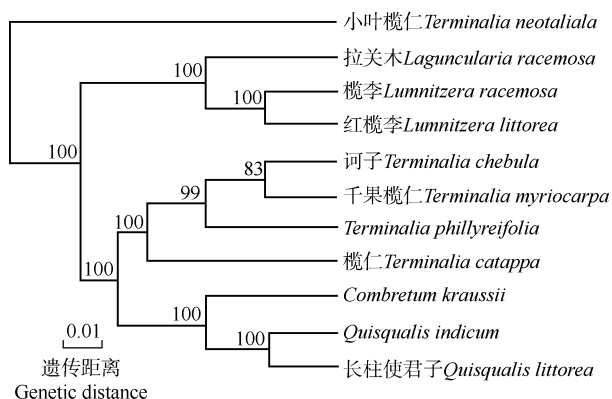 小叶榄仁Terminalia neotaliala
拉关木Laguncularia racemosa
100
榄李Lumnitzera racemosa
100
红榄李Lumnitzera littorea
100
诃子Terminalia chebula
83
千果榄仁Terminalia myriocarpa
99
Terminalia phillyreifolia
100
榄仁Terminalia catappa
100
Combretum kraussii
100
Quisqualis indicum
100
长柱使君子Quisqualis littorea
0.01
遗传距离
Genetic distance